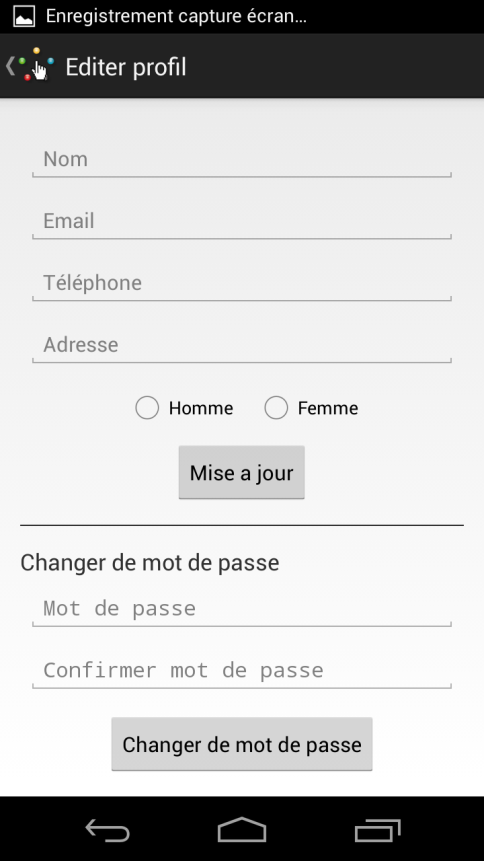 Enregistrement capture écran...
Editer profil
Nom
Email
Téléphone
Adresse
Homme Femme
Mise a jour
Changer de mot de passe
Mot de passe
Confirmer mot de passe
Changer de mot de passe